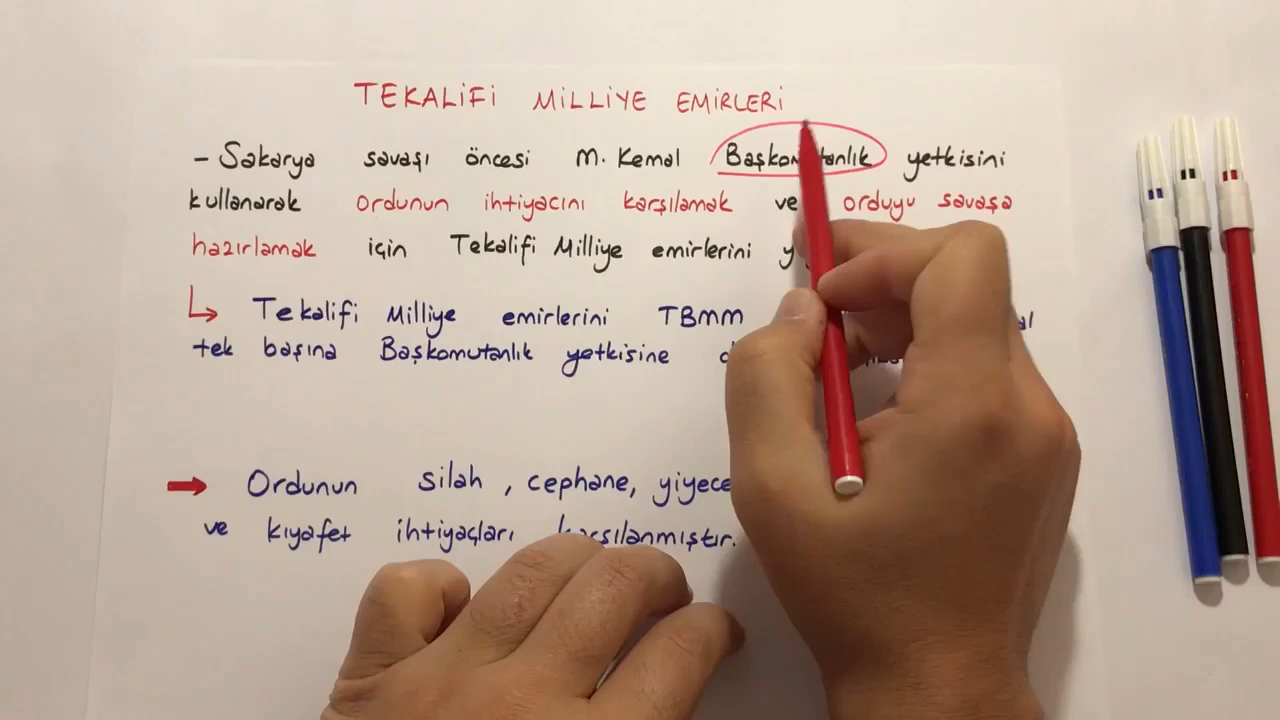 TEKALİFİ MİLLİYE EMİRLERİ
- Sakarya savaşı öncesi M. Kemal Başkomutanlık yetkisini
kullanarak ordunun ihtiyacını karşılamak ve orduyu savaşa
hazırlamak için Tekalifi Milliye emirlerini
Tekalifi Milliye emirlerini TBMM
tek başına Başkomutanlık yetkisine
Ordunun silah, cephane,
ve kıyafet ihtiyaçları karşılanmıştır.